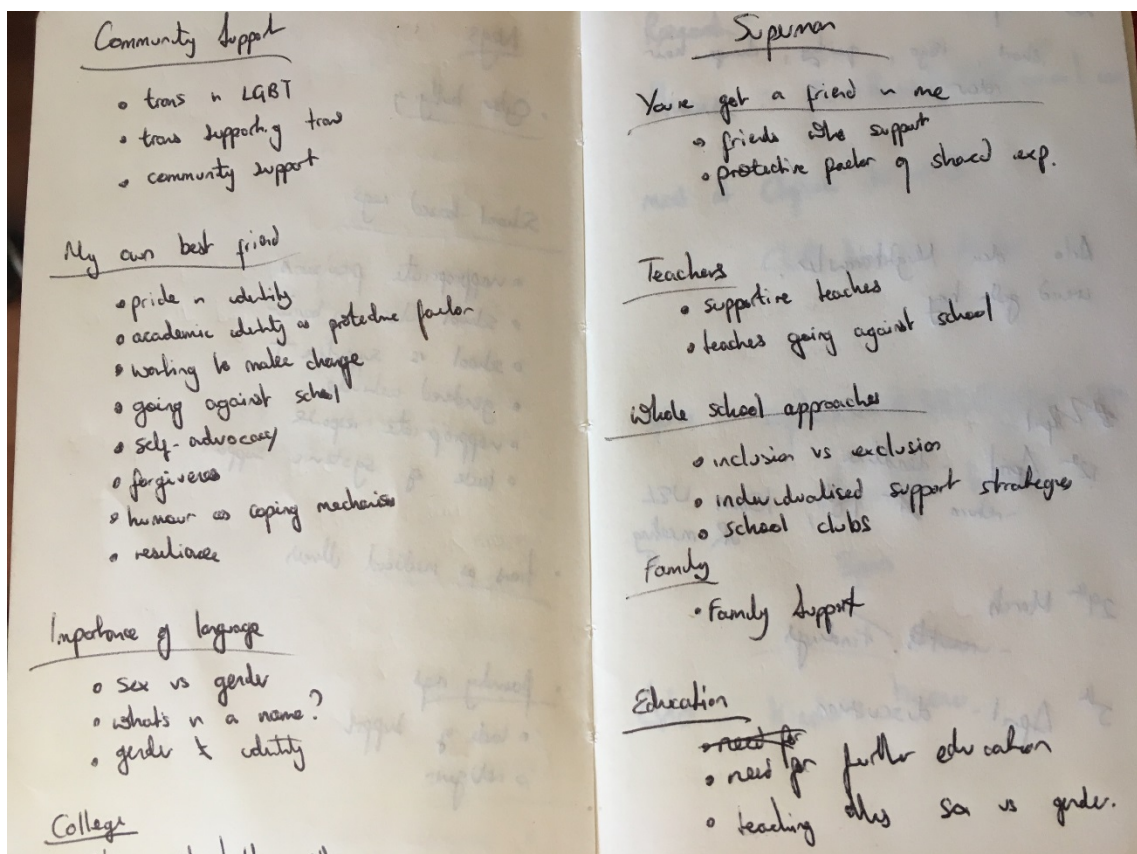 Community Support
• trans in LGBT
• trans supporting trans
• community support
My own best friend
• pride in identity
• academic identity as protective factor
• working to make change
• going against school
• self-advocacy
• forgiveness
• humour as coping mechanism
• resilience
Importance of language
• sex vs gender
• what's in a name?
• gender & identity
College
Superman
You've got a friend in me
• friends who support
• protective factor of shared exp.
Teachers
• supportive teachers
• teachers going against school
Whole school approaches
• inclusion vs exclusion
• individualised support strategies
• school clubs
Family
• Family Support
Education
• need for
• need for further education
• teaching sex vs gender.